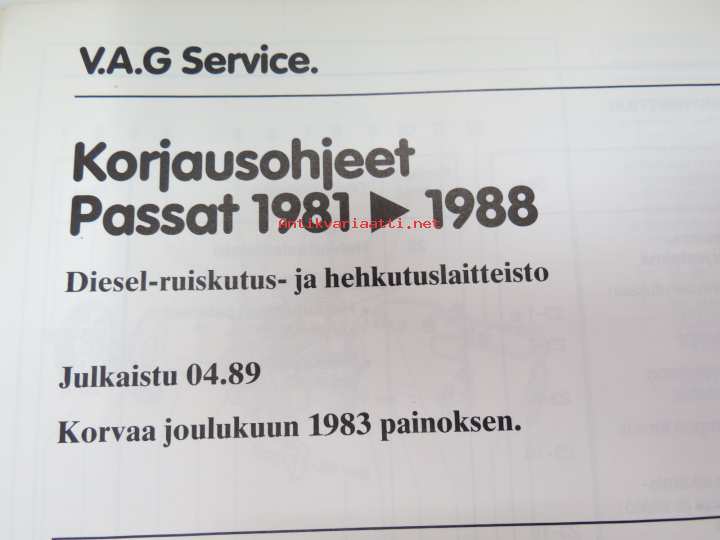 V.A.G Service.
Korjausohjeet
Passat 1981 ▶ 1988
Antikvariaatti.net
Diesel-ruiskutus- ja hehkutuslaitteisto
Julkaistu 04.89
Korvaa joulukuun 1983 painoksen.